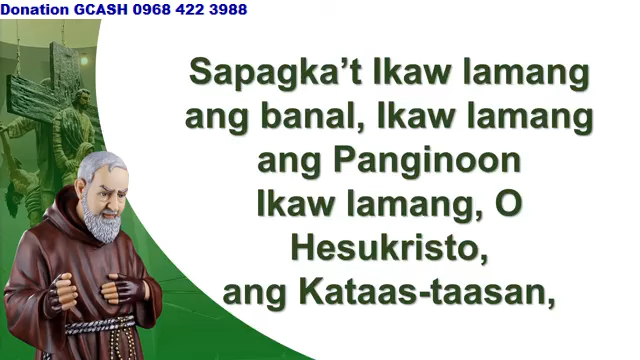 Donation GCASH 0968 422 3988
Sapagka’t Ikaw lamang
ang banal, Ikaw lamang
ang Panginoon
Ikaw lamang, O
Hesukristo,
ang Kataas-taasan,